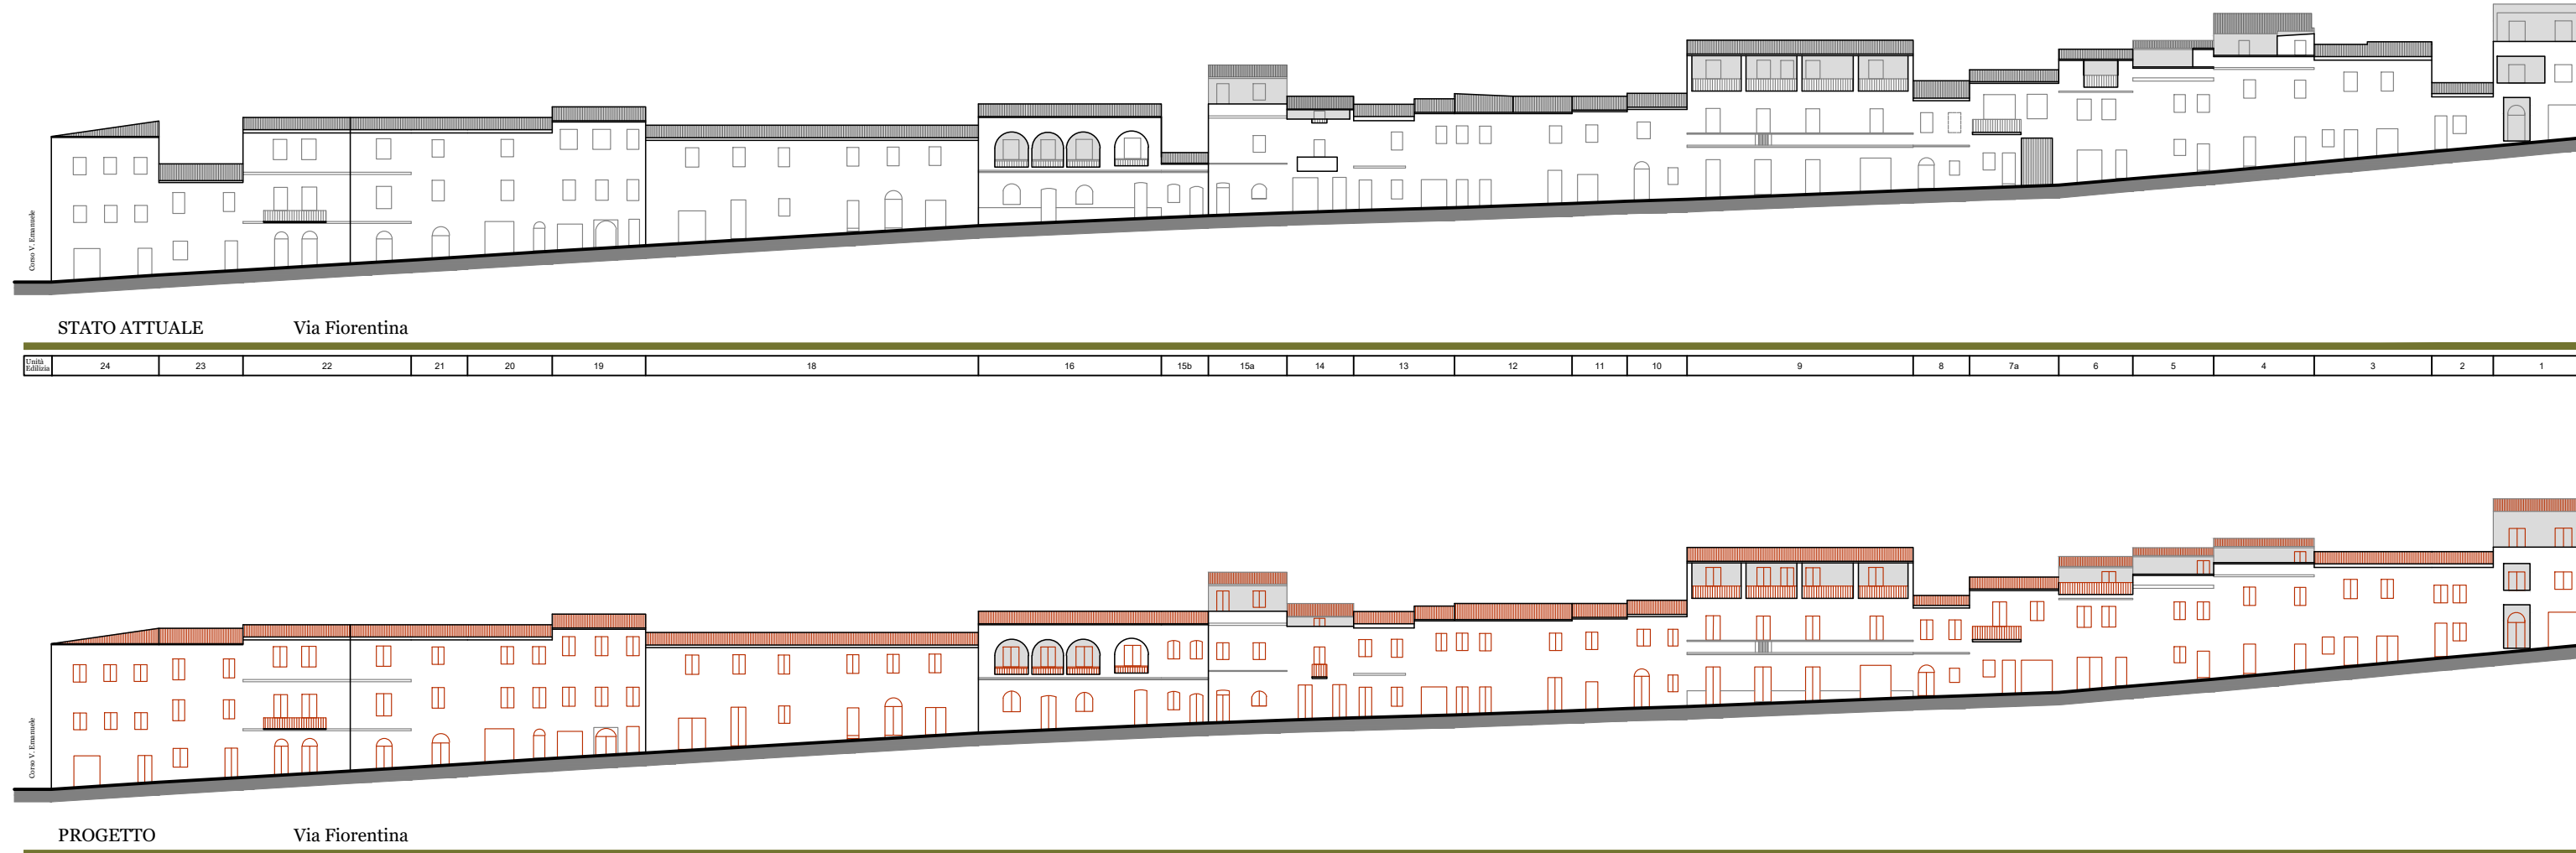 Corso V. Emanuele
STATO ATTUALE Via Fiorentina
Unità
Edilizia
24 23 22 21 20 19 18 16 15b 15a 14 13 12 11 10 9 8 7a 6 5 4 3 2 1
Corso V. Emanuele
PROGETTO Via Fiorentina